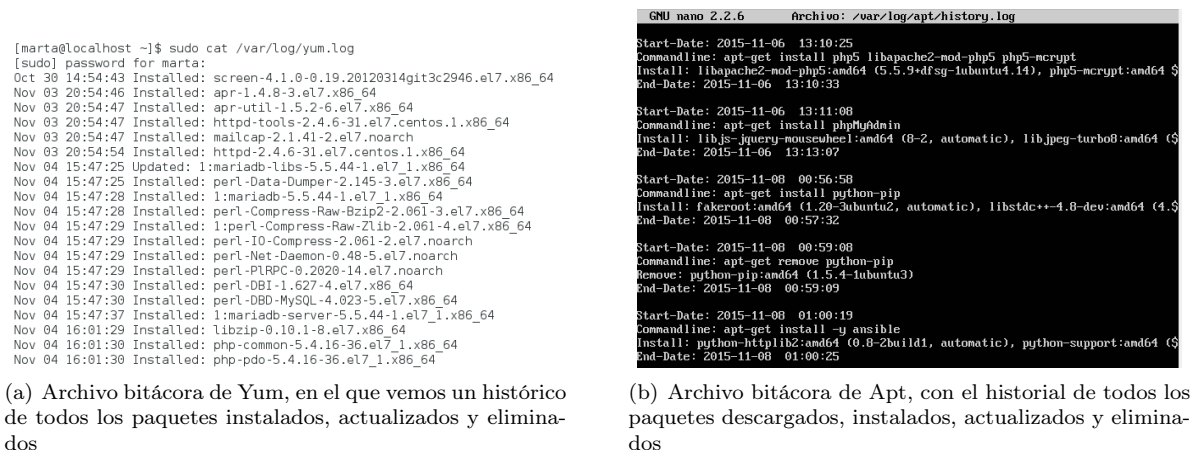 [marta@localhost ~]$ sudo cat /var/log/yum.log
[sudo] password for marta:
Oct 30 14:54:43 Installed: screen-4.1.0-0.19.20120314git3c2946.el7.x86_64
Nov 03 20:54:46 Installed: apr-1.4.8-3.el7.x86_64
Nov 03 20:54:47 Installed: apr-util-1.5.2-6.el7.x86_64
Nov 03 20:54:47 Installed: httpd-tools-2.4.6-31.el7.centos.1.x86_64
Nov 03 20:54:47 Installed: mailcap-2.1.41-2.el7.noarch
Nov 03 20:54:54 Installed: httpd-2.4.6-31.el7.centos.1.x86_64
Nov 04 15:47:25 Updated: 1:mariadb-libs-5.5.44-1.el7_1.x86_64
Nov 04 15:47:25 Installed: perl-Data-Dumper-2.145-3.el7.x86_64
Nov 04 15:47:28 Installed: 1:mariadb-5.5.44-1.el7_1.x86_64
Nov 04 15:47:28 Installed: perl-Compress-Raw-Bzip2-2.061-3.el7.x86_64
Nov 04 15:47:29 Installed: 1:perl-Compress-Raw-Zlib-2.061-4.el7.x86_64
Nov 04 15:47:29 Installed: perl-IO-Compress-2.061-2.el7.noarch
Nov 04 15:47:29 Installed: perl-Net-Daemon-0.48-5.el7.noarch
Nov 04 15:47:29 Installed: perl-PlRPC-0.2020-14.el7.noarch
Nov 04 15:47:30 Installed: perl-DBI-1.627-4.el7.x86_64
Nov 04 15:47:30 Installed: perl-DBD-MySQL-4.023-5.el7.x86_64
Nov 04 15:47:37 Installed: 1:mariadb-server-5.5.44-1.el7_1.x86_64
Nov 04 16:01:29 Installed: libzip-0.10.1-8.el7.x86_64
Nov 04 16:01:30 Installed: php-common-5.4.16-36.el7_1.x86_64
Nov 04 16:01:30 Installed: php-pdo-5.4.16-36.el7_1.x86_64
(a) Archivo bitácora de Yum, en el que vemos un histórico
de todos los paquetes instalados, actualizados y elimina-
dos
GNU nano 2.2.6 Archivo: /var/log/apt/history.log
Start-Date: 2015-11-06 13:10:25
Commandline: apt-get install php5 libapache2-mod-php5 php5-mcrypt
Install: libapache2-mod-php5:amd64 (5.5.9+dfsg-1ubuntu4.14), php5-mcrypt:amd64 $
End-Date: 2015-11-06 13:10:33
Start-Date: 2015-11-06 13:11:08
Commandline: apt-get install phpMyAdmin
Install: libjs-jquery-mousewheel:amd64 (8-2, automatic), libjpeg-turbo8:amd64 ($
End-Date: 2015-11-06 13:13:07
Start-Date: 2015-11-08 00:56:58
Commandline: apt-get install python-pip
Install: fakeroot:amd64 (1.20-3ubuntu2, automatic), libstdc++-4.8-dev:amd64 (4.$
End-Date: 2015-11-08 00:57:32
Start-Date: 2015-11-08 00:59:08
Commandline: apt-get remove python-pip
Remove: python-pip:amd64 (1.5.4-1ubuntu3)
End-Date: 2015-11-08 00:59:09
Start-Date: 2015-11-08 01:00:19
Commandline: apt-get install -y ansible
Install: python-httplib2:amd64 (0.8-2build1, automatic), python-support:amd64 ($
End-Date: 2015-11-08 01:00:25
(b) Archivo bitácora de Apt, con el historial de todos los
paquetes descargados, instalados, actualizados y elimina-
dos